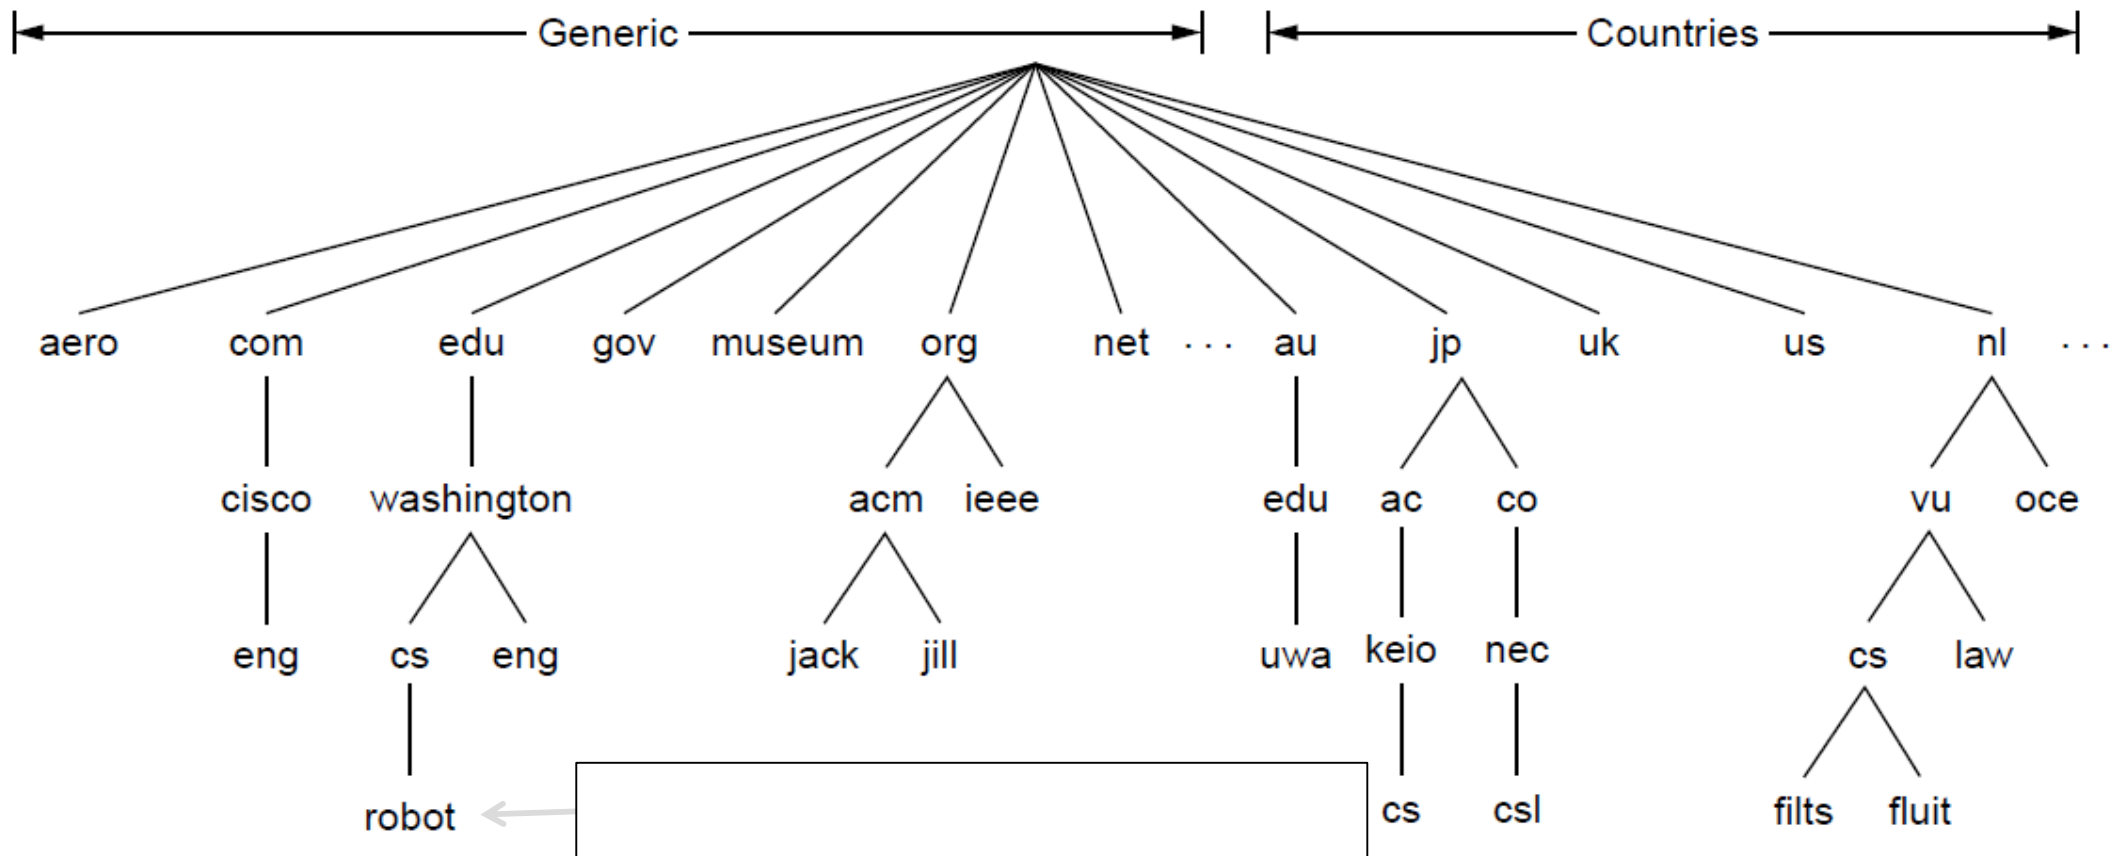 Generic Countries
aero com edu gov museum org net ... au jp uk us nl ...
cisco washington acm ieee edu ac co vu oce
eng cs eng jack jill uwa keio nec cs law
robot cs csl filts fluit